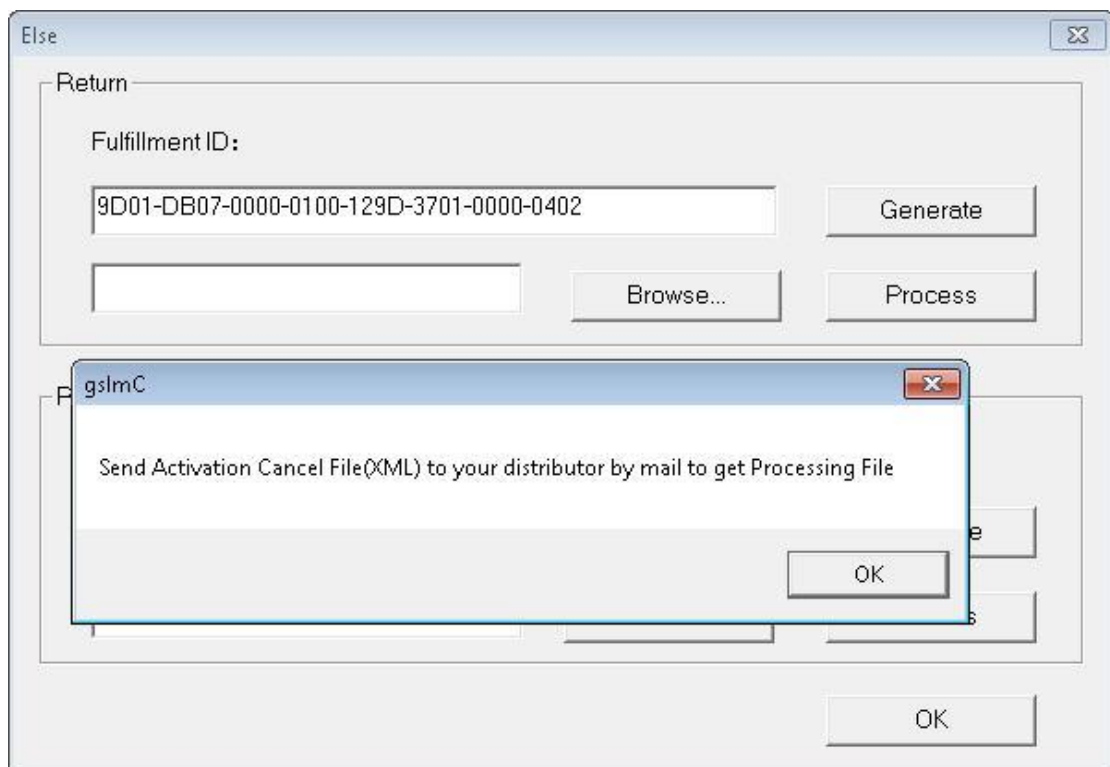 Else
Return
Fulfillment ID:
9D01-DB07-0000-0100-129D-3701-0000-0402
Generate
Browse...
Process
gslmC
Send Activation Cancel File(XML) to your distributor by mail to get Processing File
OK
OK